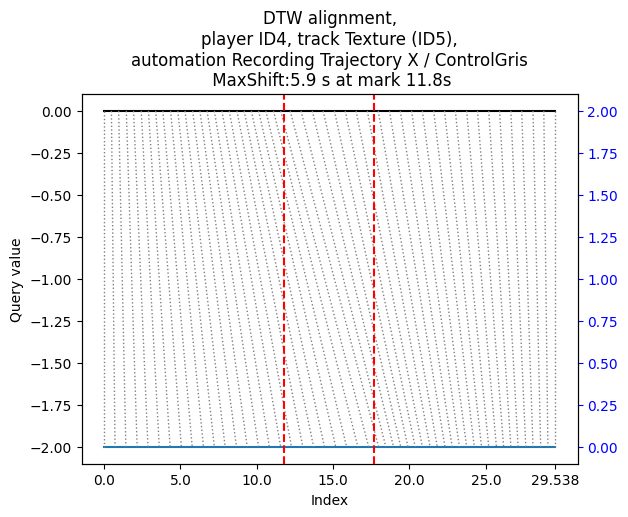 DTW alignment,
player ID4, track Texture (ID5),
automation Recording Trajectory X / ControlGris
MaxShift:5.9 s at mark 11.8s
0.00
−0.25
−0.50
−0.75
−1.00
−1.25
−1.50
−1.75
−2.00
Query value
2.00
1.75
1.50
1.25
1.00
0.75
0.50
0.25
0.00
0.0 5.0 10.0 15.0 20.0 25.0 29.538
Index